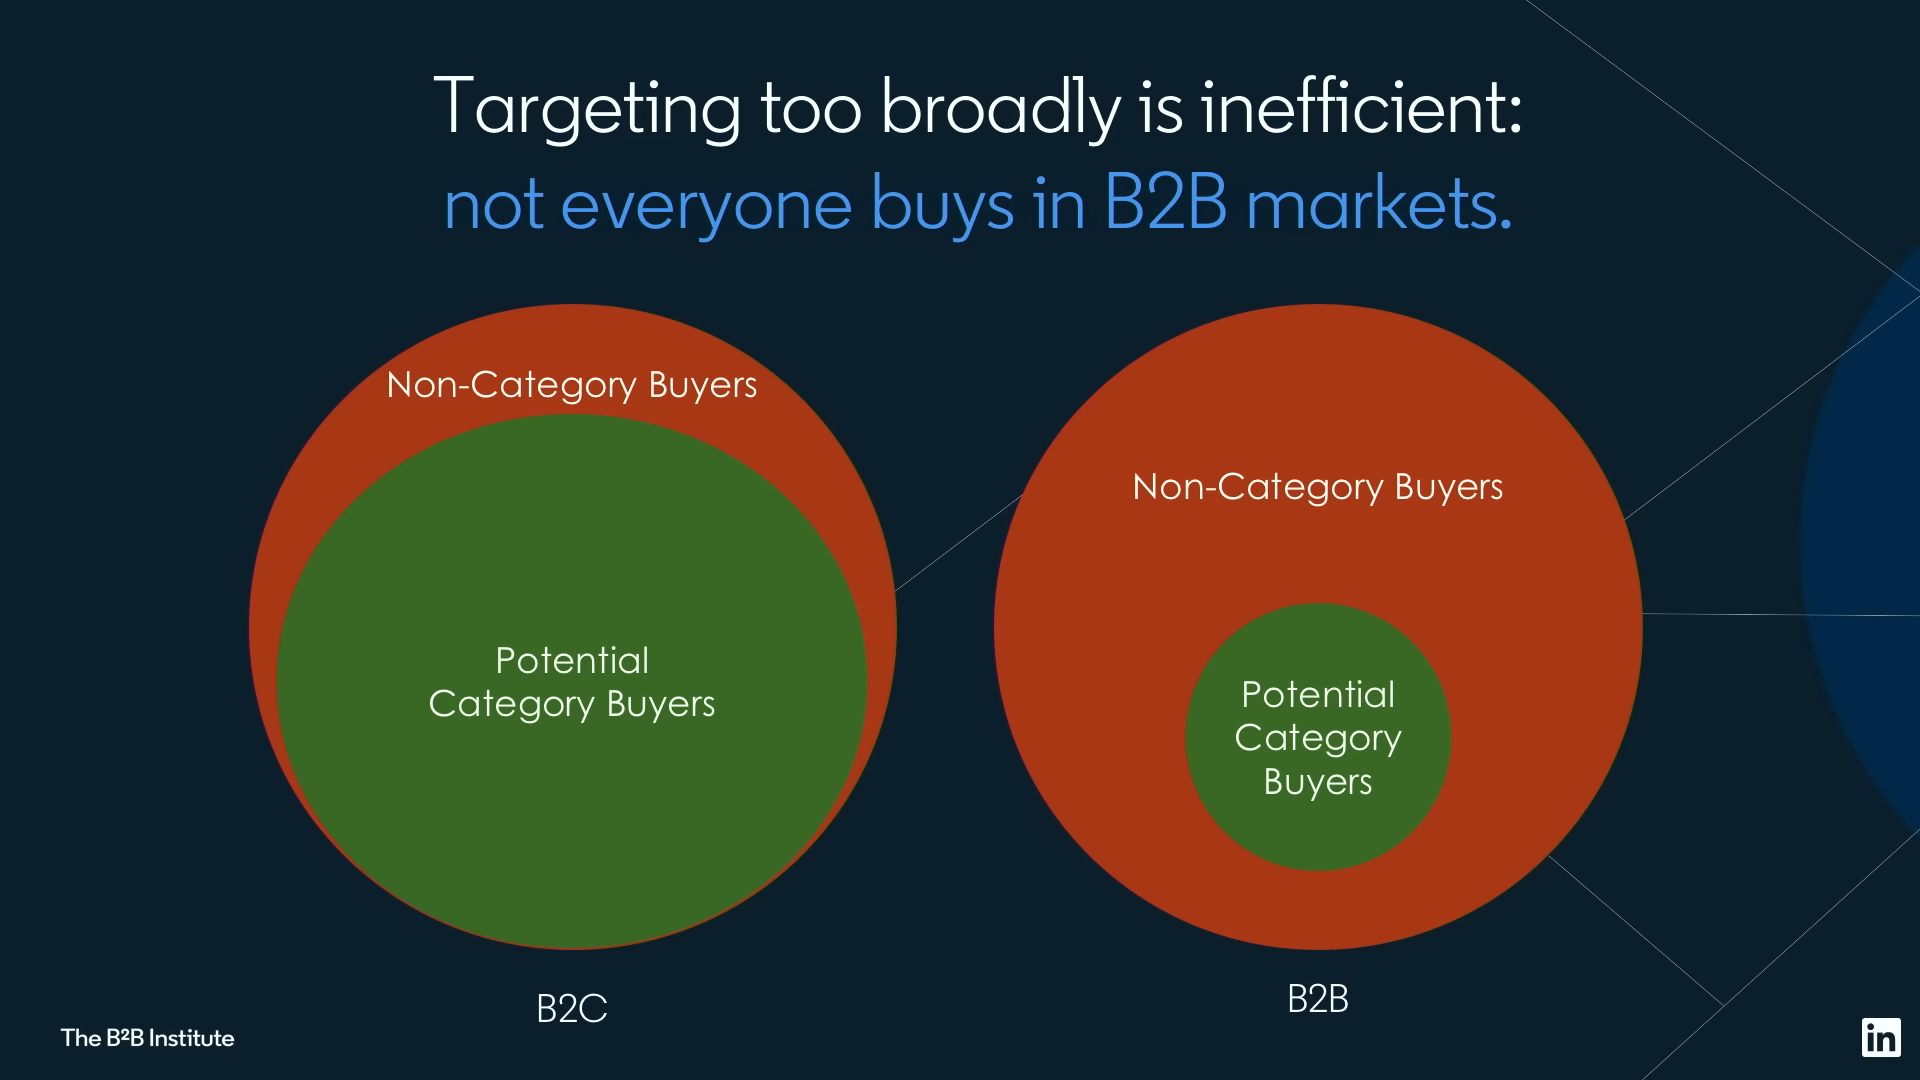 Targeting too broadly is inefficient:
not everyone buys in B2B markets.
Non-Category Buyers
Potential
Category Buyers
B2C
Non-Category Buyers
Potential
Category
Buyers
B2B
The B²B Institute
in